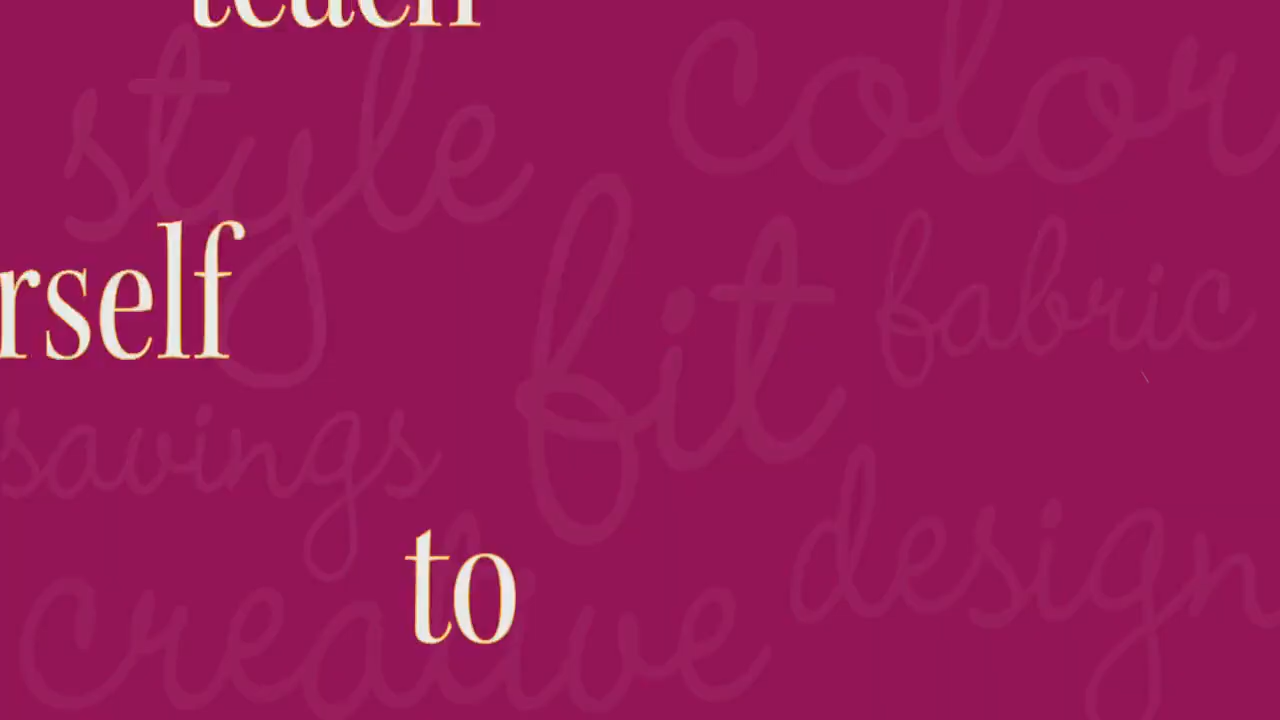 teach
style color
rself
fit fabric
savings
to
design
creative